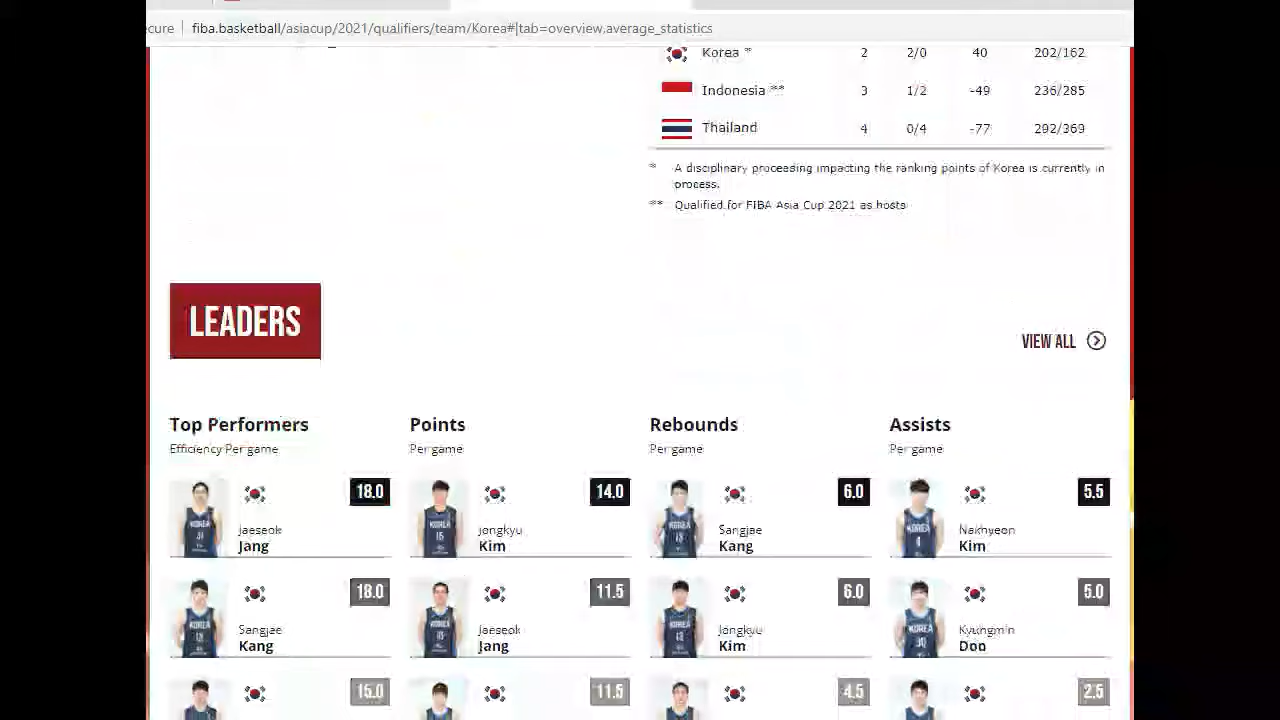 cure fiba.basketball/asiacup/2021/qualifiers/team/Korea#|tab=overview,average_statistics
Korea * 2 2/0 40 202/162
Indonesia ** 3 1/2 -49 236/285
Thailand 4 0/4 -77 292/369
* A disciplinary proceeding impacting the ranking points of Korea is currently in
process.
** Qualified for FIBA Asia Cup 2021 as hosts
LEADERS
VIEW ALL
Top Performers Points Rebounds Assists
Efficiency Per game Per game Per game Per game
18.0 14.0 6.0 5.5
Jaeseok Jongkyu Sangjae Nakhyeon
Jang Kim Kang Kim
18.0 11.5 6.0 5.0
Sangjae Jaeseok Jongkyu Kyungmin
Kang Jang Kim Doo
15.0 11.5 4.5 2.5